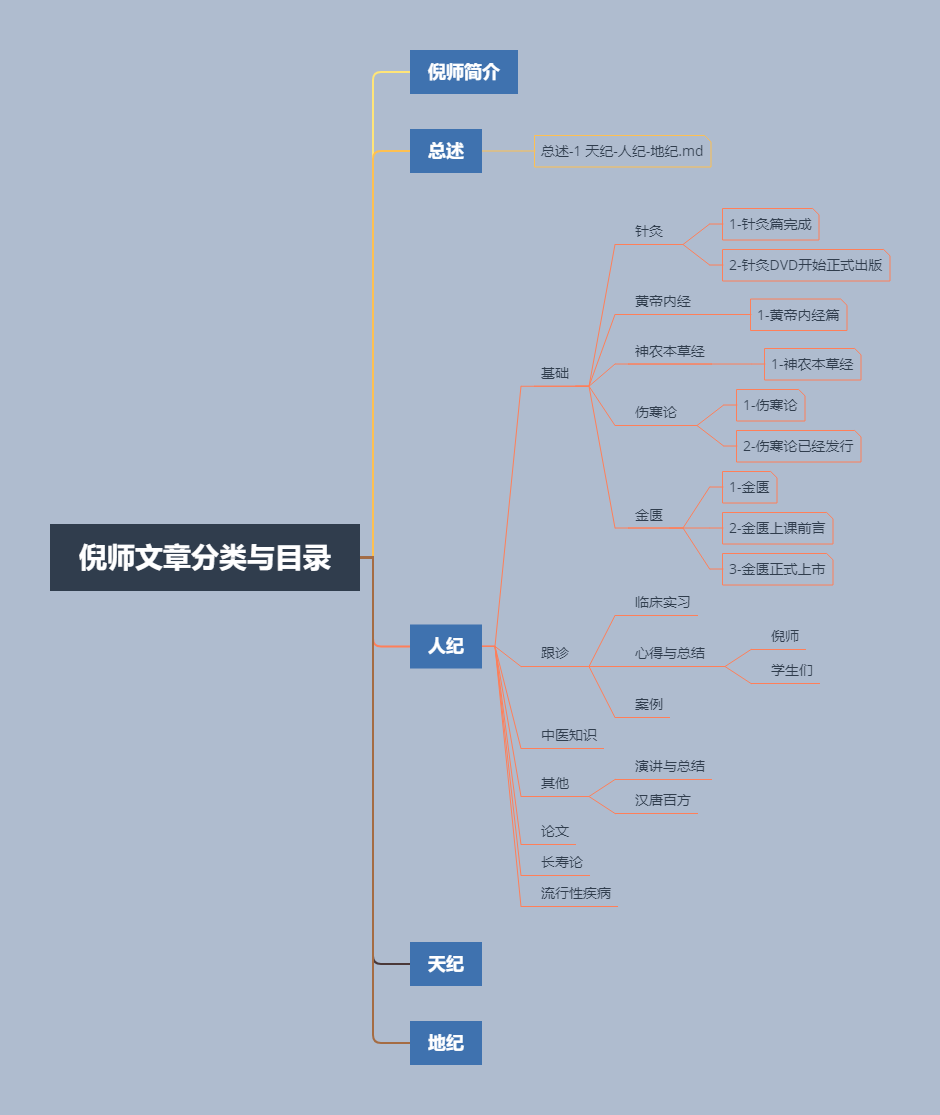 倪师文章分类与目录
倪师简介
总述
总述-1 天纪-人纪-地纪.md
人纪
基础
针灸
1-针灸篇完成
2-针灸DVD开始正式出版
黄帝内经
1-黄帝内经篇
神农本草经
1-神农本草经
伤寒论
1-伤寒论
2-伤寒论已经发行
金匮
1-金匮
2-金匮上课前言
3-金匮正式上市
跟诊
临床实习
心得与总结
倪师
学生们
案例
中医知识
其他
演讲与总结
汉唐百方
论文
长寿论
流行性疾病
天纪
地纪